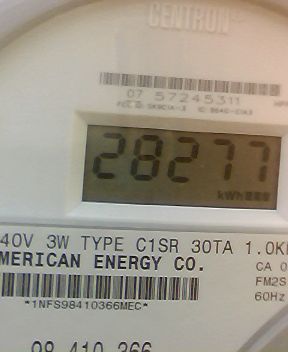 CENTRON
07 57245311
28277
kWh
40V 3W TYPE C1SR 30TA 1.0K
MERICAN ENERGY CO.
CA 0
FM2S
60Hz
*1NFS98410366MEC*
98 410 366